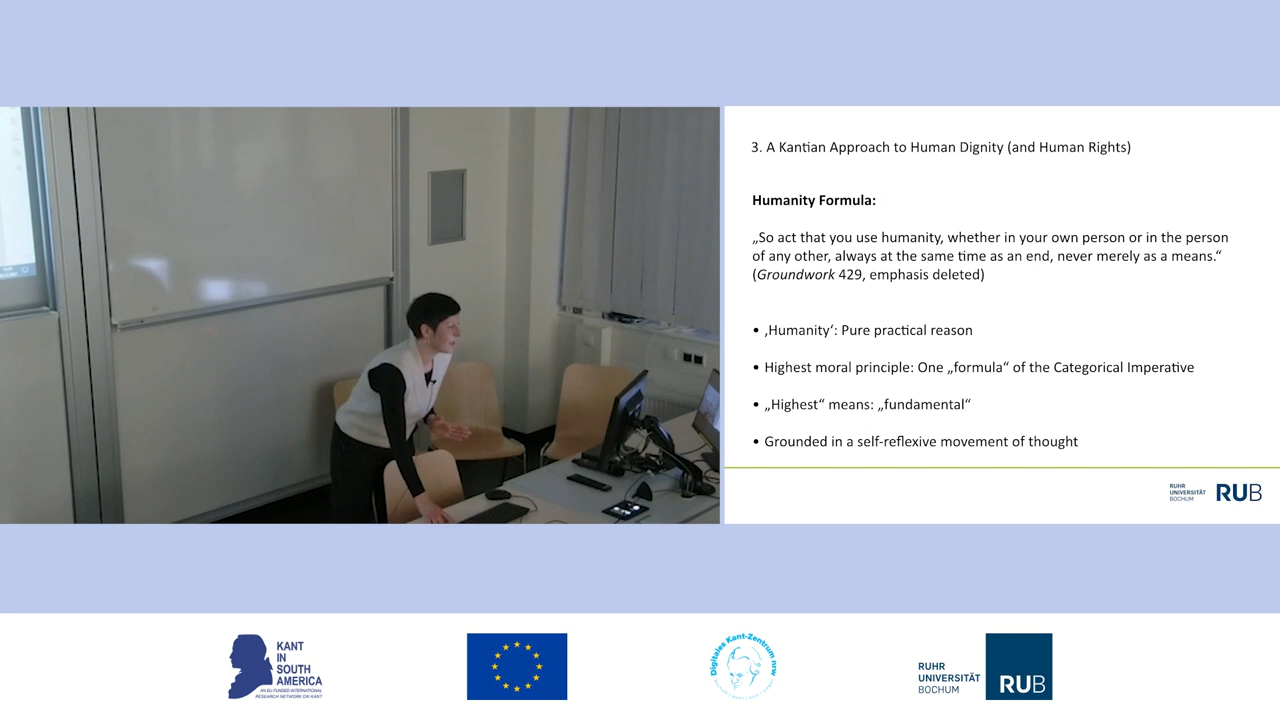 3. A Kantian Approach to Human Dignity (and Human Rights)
Humanity Formula:
„So act that you use humanity, whether in your own person or in the person
of any other, always at the same time as an end, never merely as a means.“
(Groundwork 429, emphasis deleted)
• ‚Humanity‘: Pure practical reason
• Highest moral principle: One „formula“ of the Categorical Imperative
• „Highest“ means: „fundamental“
• Grounded in a self-reflexive movement of thought
RUHR
UNIVERSITÄT
BOCHUM
RUB
KANT
IN
SOUTH
AMERICA
AN EU FUNDED INTERNATIONAL
RESEARCH NETWORK ON KANT
Digitales Kant-Zentrum nrw
RUHR
UNIVERSITÄT
BOCHUM
RUB